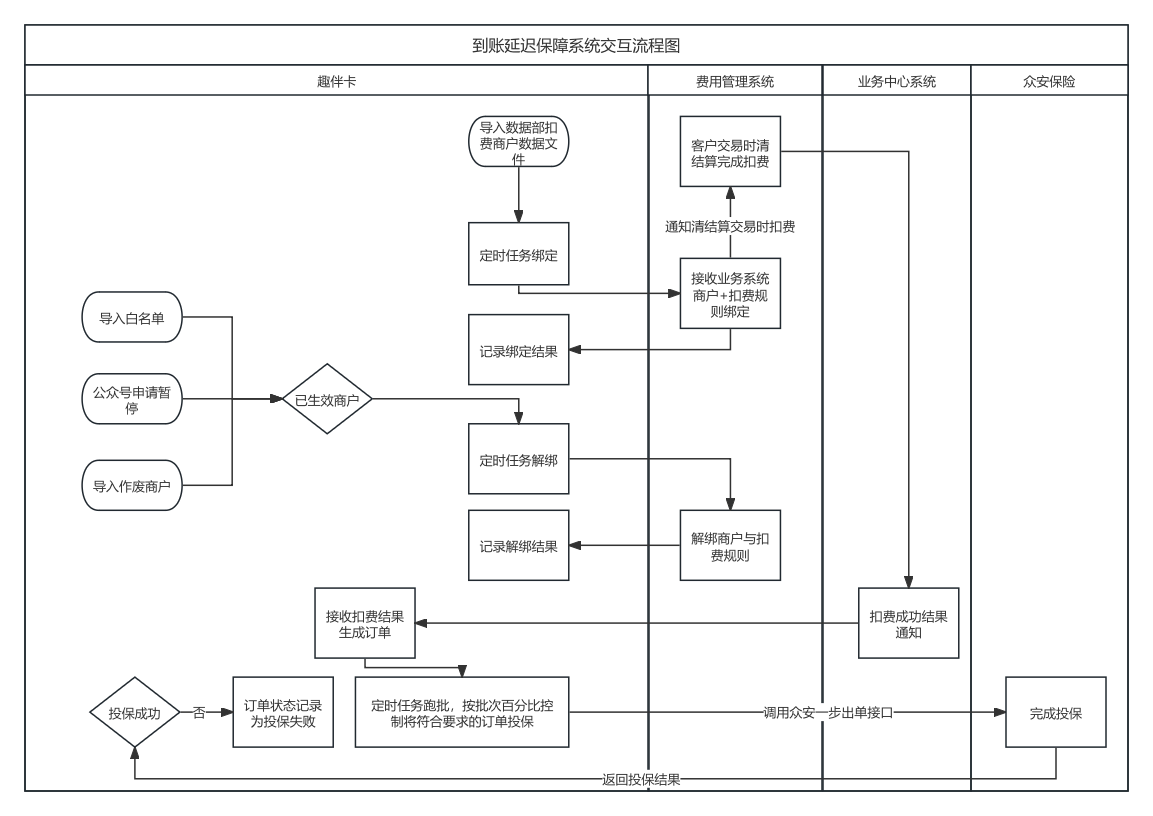 到账延迟保障系统交互流程图
趣伴卡
费用管理系统
业务中心系统
众安保险
导入数据部扣
费商户数据文
件
客户交易时清
结算完成扣费
通知清结算交易时扣费
定时任务绑定
接收业务系统
商户+扣费规
则绑定
导入白名单
记录绑定结果
公众号申请暂
停
已生效商户
定时任务解绑
导入作废商户
记录解绑结果
解绑商户与扣
费规则
接收扣费结果
生成订单
扣费成功结果
通知
投保成功
否
订单状态记录
为投保失败
定时任务跑批，按批次百分比控
制将符合要求的订单投保
调用众安一步出单接口
完成投保
返回投保结果